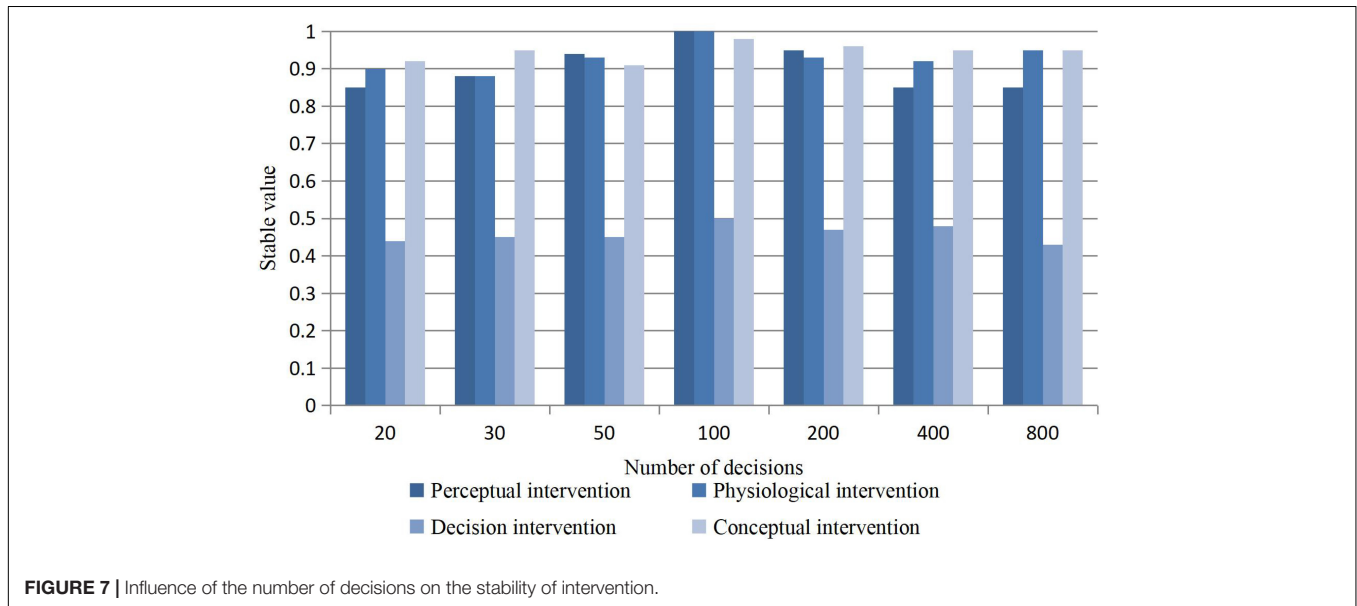 1
0.9
0.8
0.7
0.6
0.5
0.4
0.3
0.2
0.1
0
Stable value
20 30 50 100 200 400 800
Number of decisions
Perceptual intervention Physiological intervention
Decision intervention Conceptual intervention
FIGURE 7 | Influence of the number of decisions on the stability of intervention.